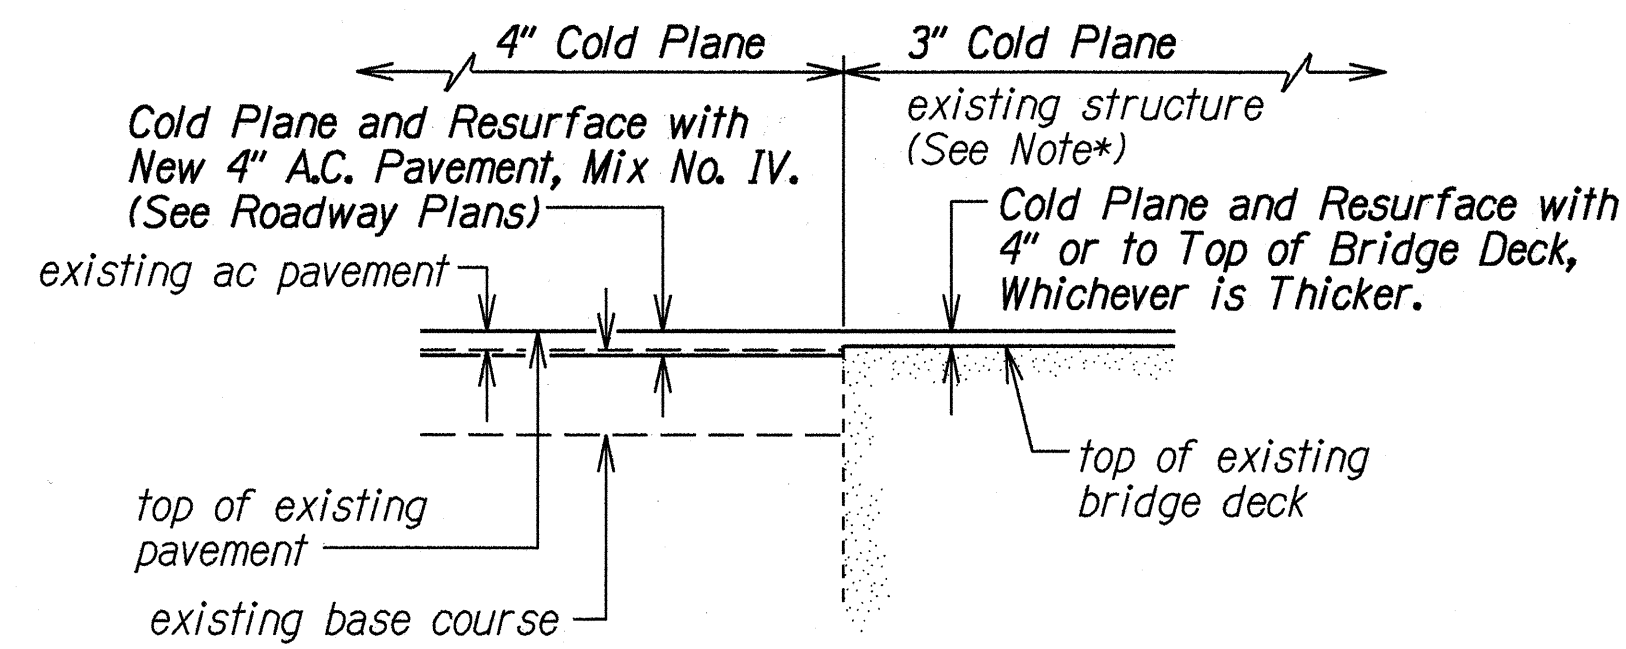 4" Cold Plane
3" Cold Plane
Cold Plane and Resurface with
New 4" A.C. Pavement, Mix No. IV.
(See Roadway Plans)
existing structure
(See Note*)
Cold Plane and Resurface with
4" or to Top of Bridge Deck,
Whichever is Thicker.
existing ac pavement
top of existing
bridge deck
top of existing
pavement
existing base course